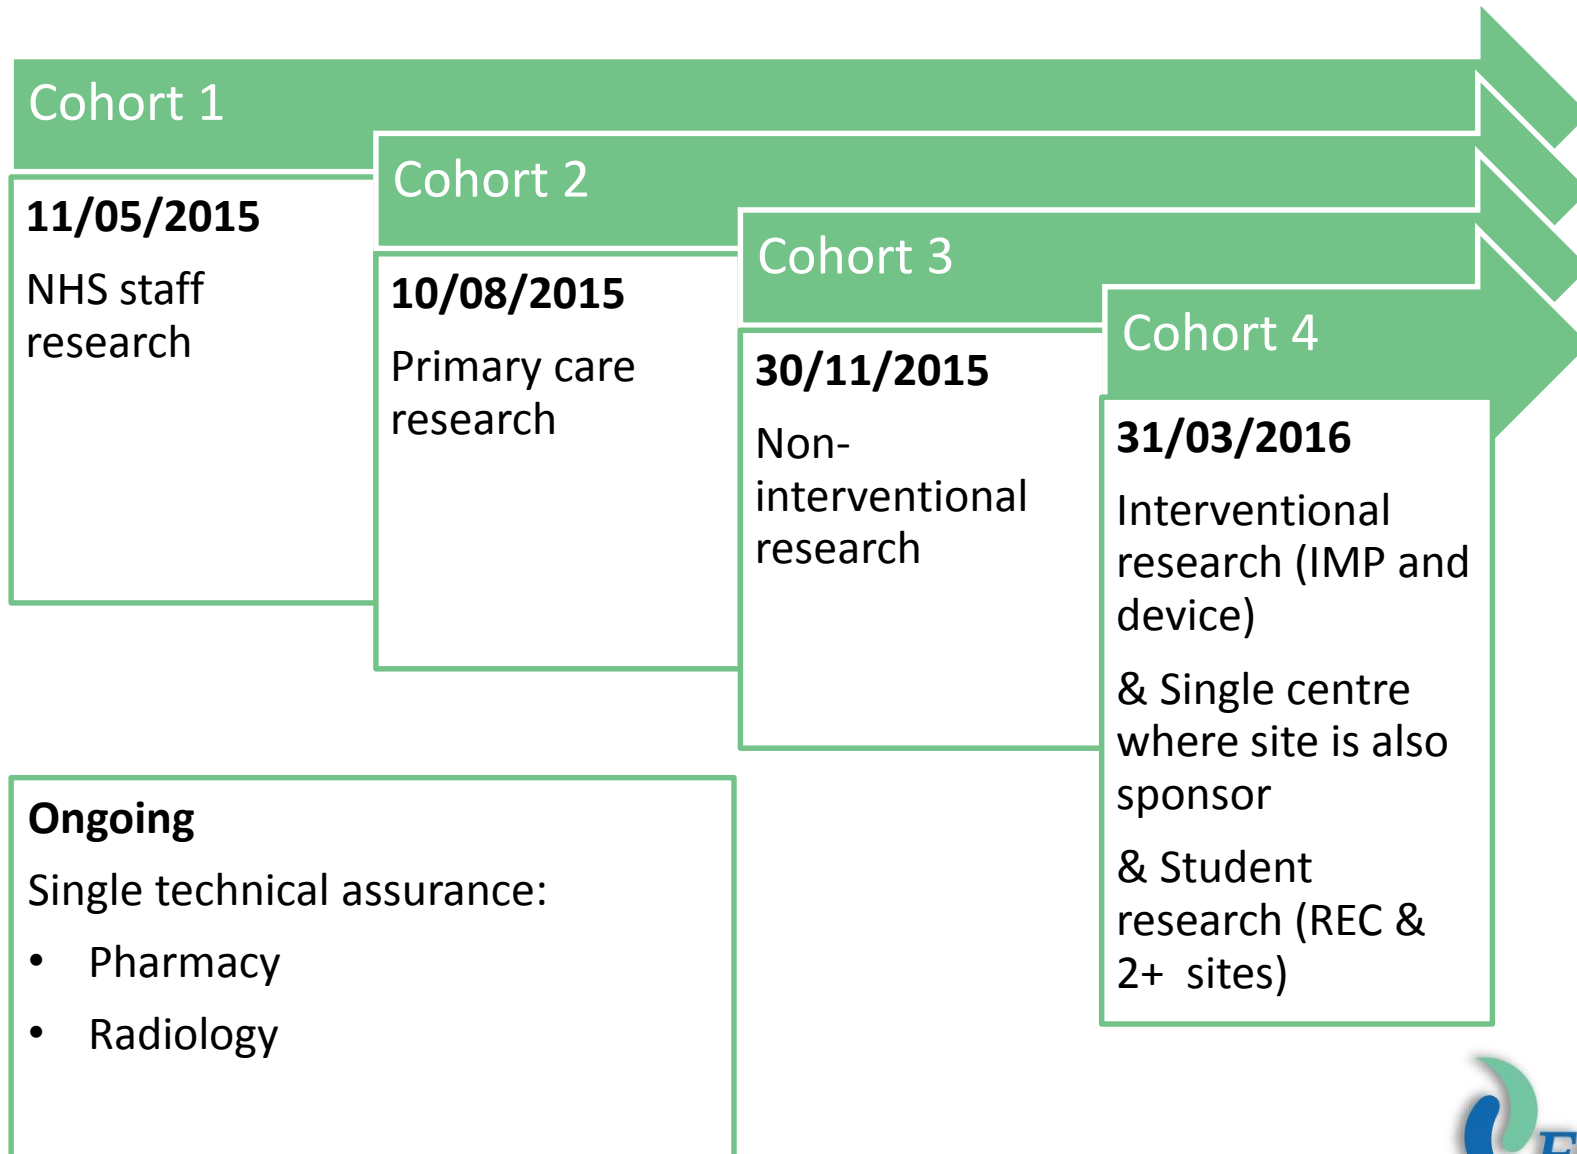 Cohort 1
11/05/2015
NHS staff
research
Cohort 2
10/08/2015
Primary care
research
Cohort 3
30/11/2015
Non-
interventional
research
Cohort 4
31/03/2016
Interventional
research (IMP and
device)
& Single centre
where site is also
sponsor
& Student
research (REC &
2+ sites)
Ongoing
Single technical assurance:
• Pharmacy
• Radiology